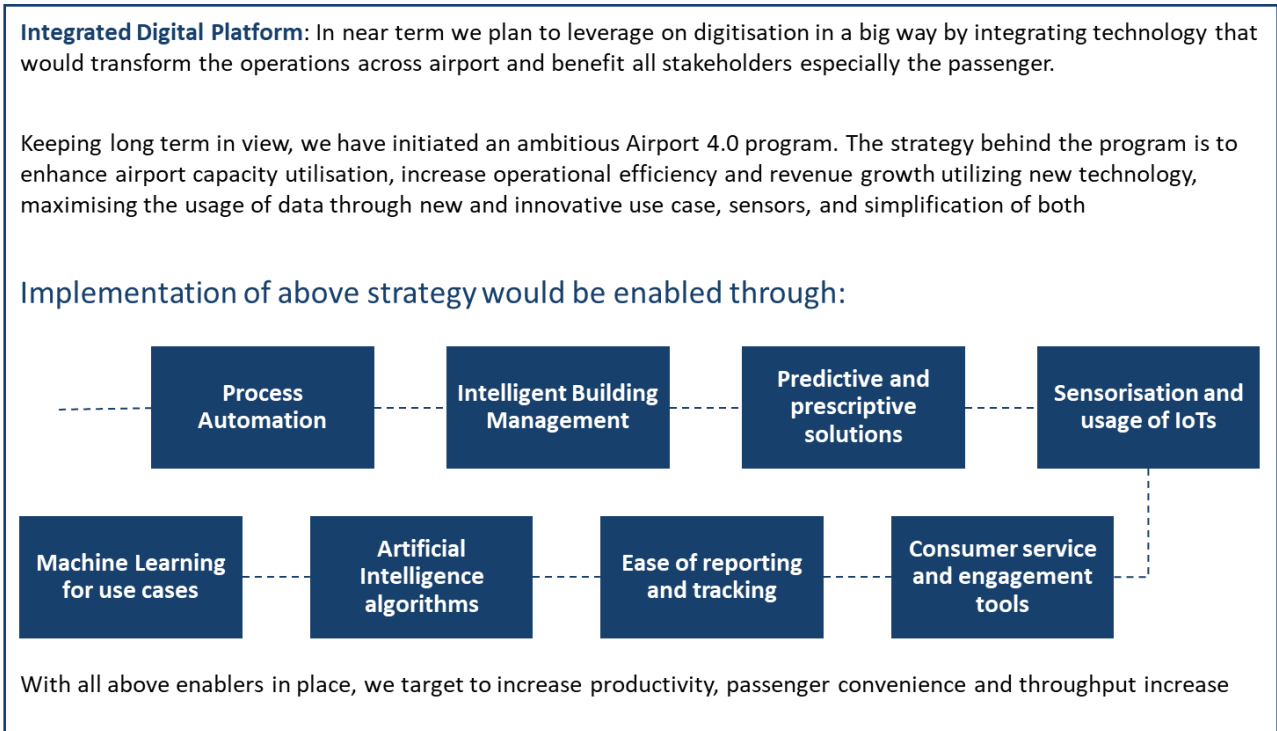 Integrated Digital Platform: In near term we plan to leverage on digitisation in a big way by integrating technology that
would transform the operations across airport and benefit all stakeholders especially the passenger.
Keeping long term in view, we have initiated an ambitious Airport 4.0 program. The strategy behind the program is to
enhance airport capacity utilisation, increase operational efficiency and revenue growth utilizing new technology,
maximising the usage of data through new and innovative use case, sensors, and simplification of both
Implementation of above strategy would be enabled through:
Process
Automation
Intelligent Building
Management
Predictive and
prescriptive
solutions
Sensorisation and
usage of IoTs
Consumer service
and engagement
tools
Ease of reporting
and tracking
Artificial
Intelligence
algorithms
Machine Learning
for use cases
With all above enablers in place, we target to increase productivity, passenger convenience and throughput increase